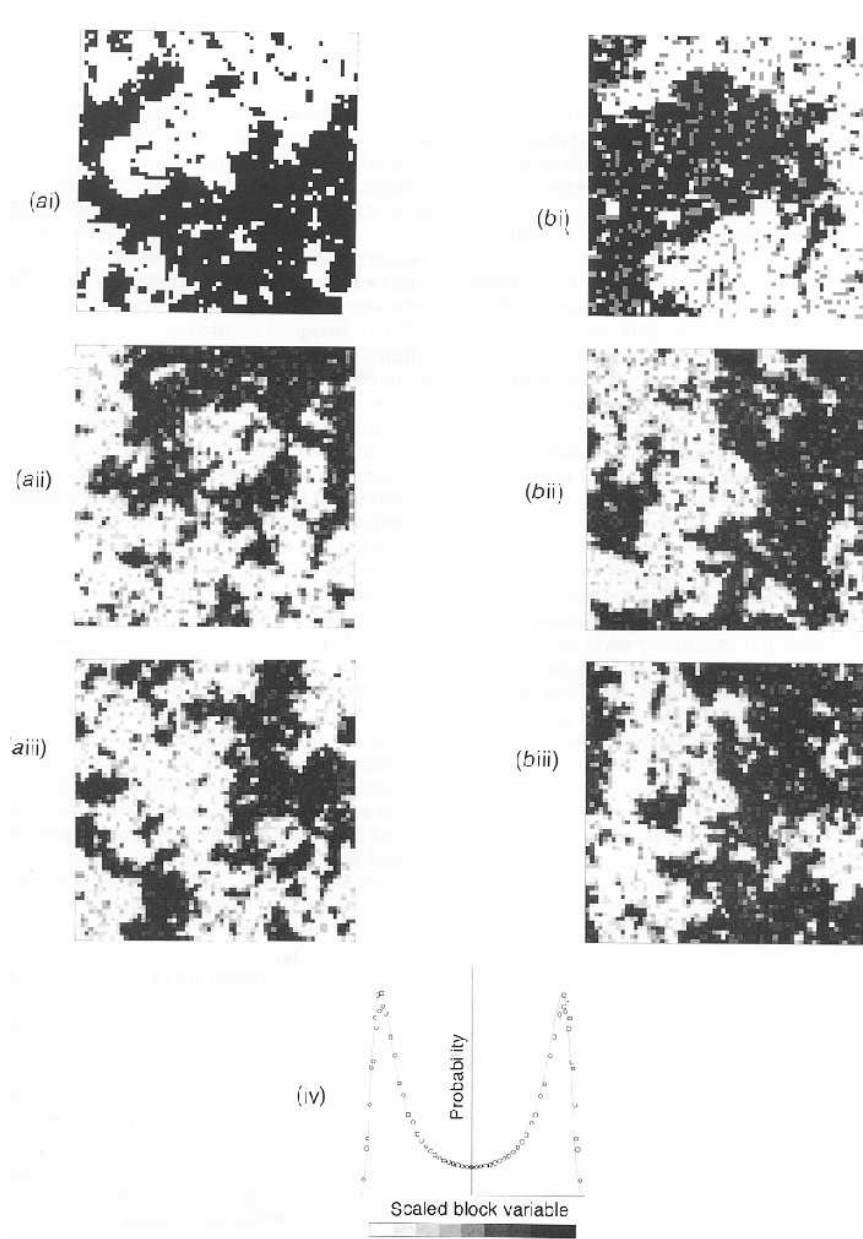 (ai)
(bi)
(aii)
(bii)
aiii)
(biii)
(iv)
Probability
Scaled block variable